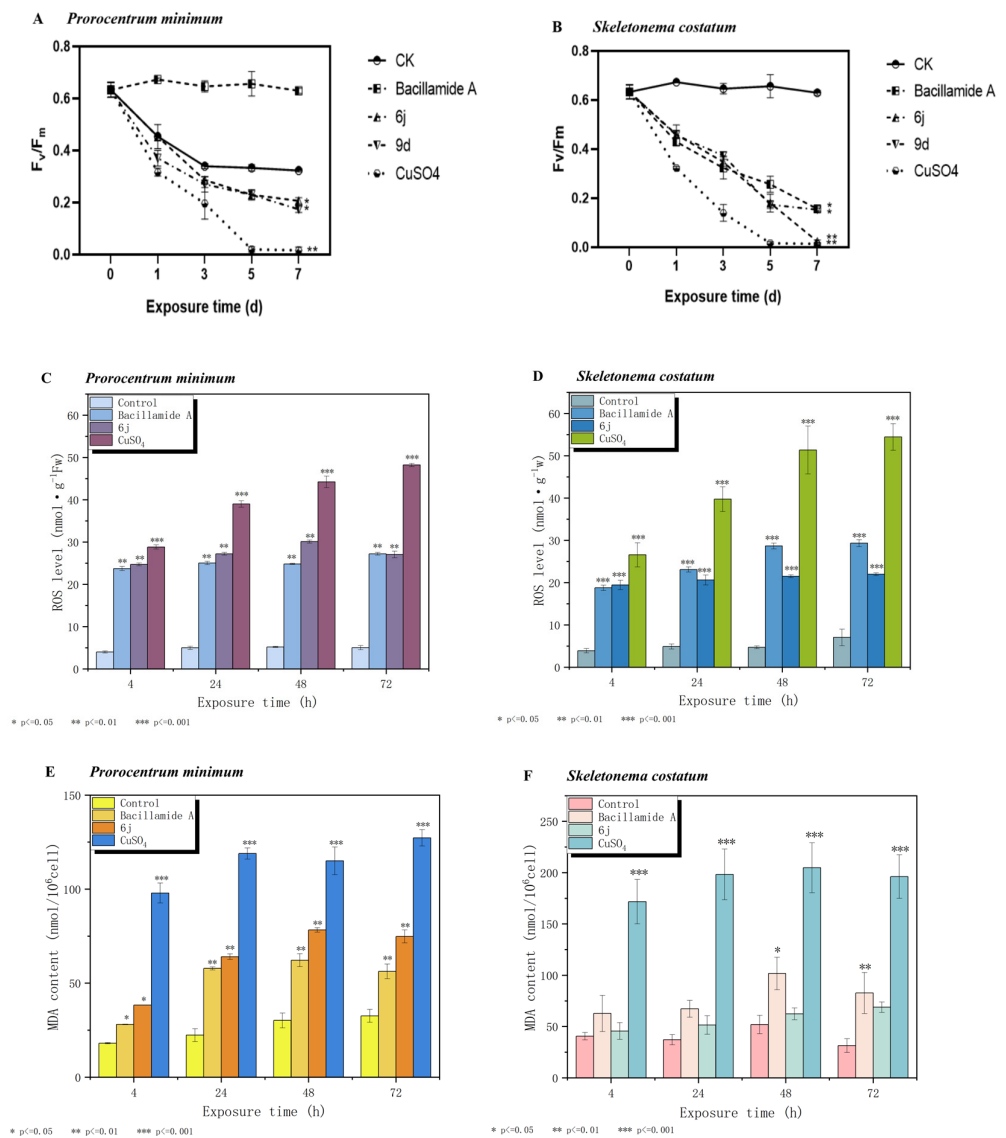 A Prorocentrum minimum
0.8
0.6
0.4
0.2
0.0
Fv/Fm
0 1 3 5 7
Exposure time (d)
*
*
**
CK
Bacillamide A
6j
9d
CuSO4
B Skeletonema costatum
0.8
0.6
0.4
0.2
0.0
Fv/Fm
0 1 3 5 7
Exposure time (d)
*
*
**
**
CK
Bacillamide A
6j
9d
CuSO4
C Prorocentrum minimum
Control
Bacillamide A
6j
CuSO₄
60
50
40
30
20
10
0
ROS level (nmol·g⁻¹Fw)
** ** *** ** ** *** ** ** *** ** ** ***
4 24 48 72
Exposure time (h)
* p<=0.05 ** p<=0.01 *** p<=0.001
D Skeletonema costatum
Control
Bacillamide A
6j
CuSO₄
60
50
40
30
20
10
0
ROS level (nmol·g⁻¹W)
*** *** *** *** *** *** *** *** *** *** *** ***
4 24 48 72
Exposure time (h)
* p<=0.05 ** p<=0.01 *** p<=0.001
E Prorocentrum minimum
Control
Bacillamide A
6j
CuSO₄
150
100
50
0
MDA content (nmol/10⁶cell)
* * *** ** ** *** ** ** *** ** ** ***
4 24 48 72
Exposure time (h)
* p<=0.05 ** p<=0.01 *** p<=0.001
F Skeletonema costatum
Control
Bacillamide A
6j
CuSO₄
250
200
150
100
50
0
MDA content (nmol/10⁶cell)
*** *** * *** ** ***
4 24 48 72
Exposure time (h)
* p<=0.05 ** p<=0.01 *** p<=0.001